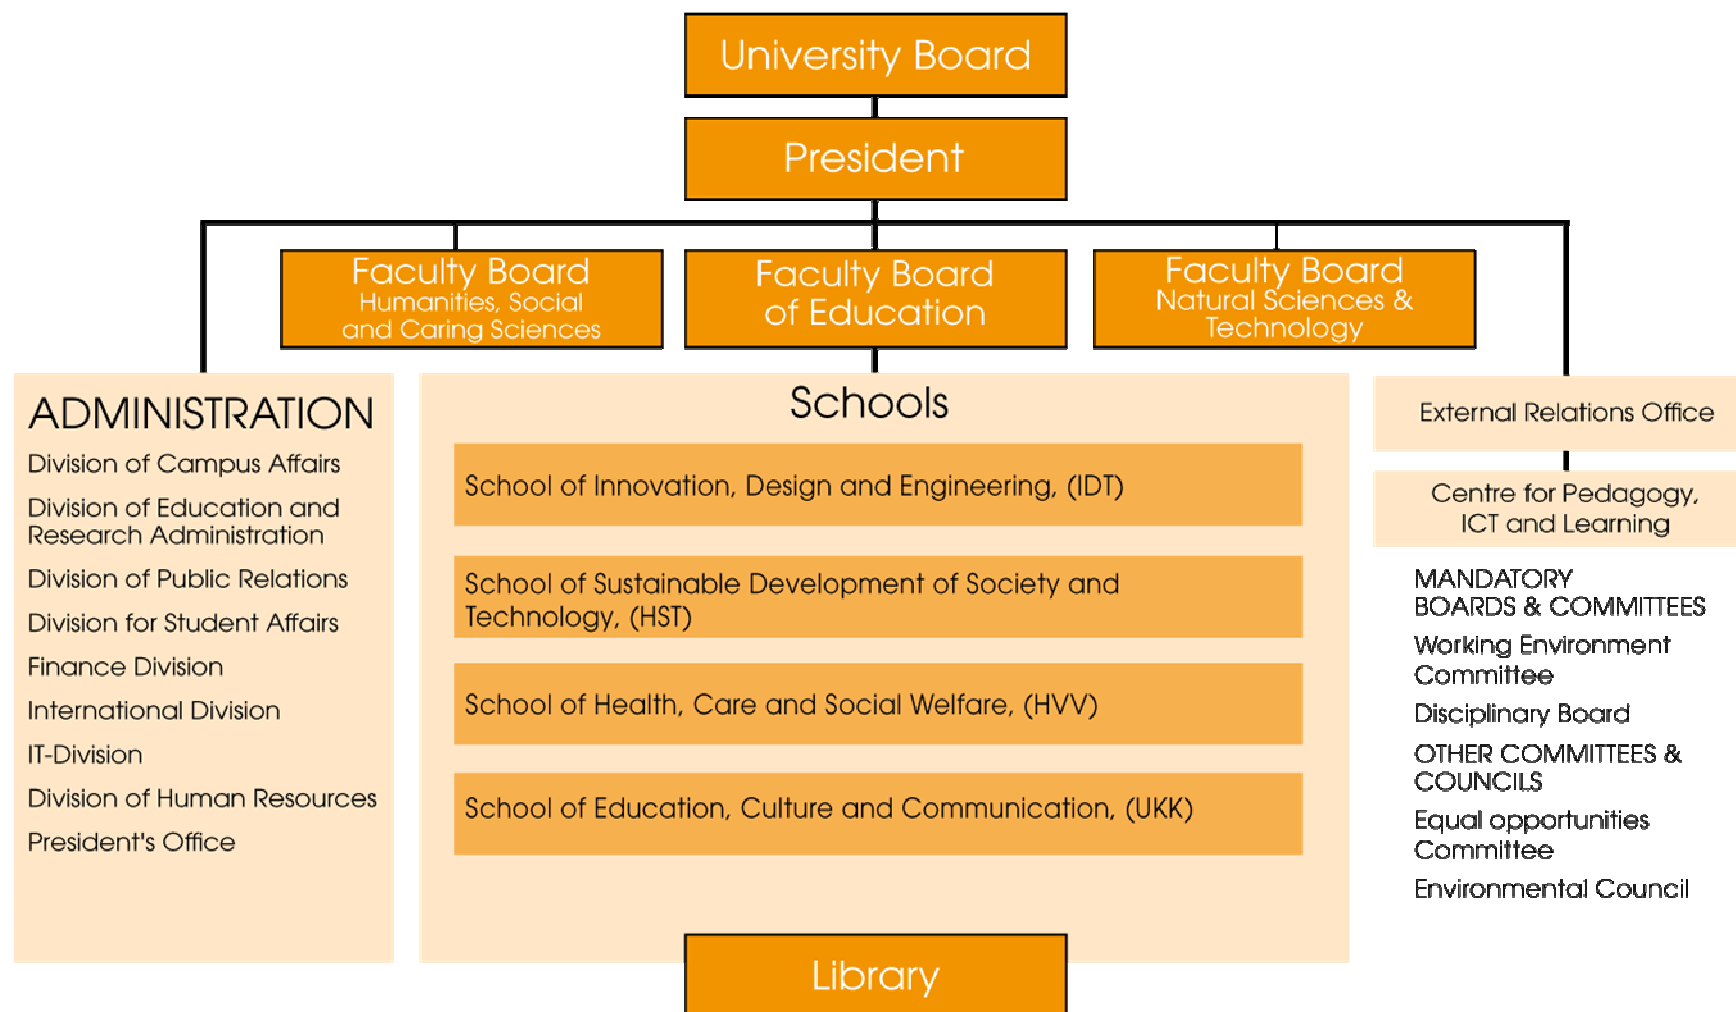 University Board
President
Faculty Board
Humanities, Social
and Caring Sciences
Faculty Board
of Education
Faculty Board
Natural Sciences &
Technology
ADMINISTRATION
Division of Campus Affairs
Division of Education and
Research Administration
Division of Public Relations
Division for Student Affairs
Finance Division
International Division
IT-Division
Division of Human Resources
President's Office
Schools
School of Innovation, Design and Engineering, (IDT)
School of Sustainable Development of Society and
Technology, (HST)
School of Health, Care and Social Welfare, (HVV)
School of Education, Culture and Communication, (UKK)
Library
External Relations Office
Centre for Pedagogy,
ICT and Learning
MANDATORY
BOARDS & COMMITTEES
Working Environment
Committee
Disciplinary Board
OTHER COMMITTEES &
COUNCILS
Equal opportunities
Committee
Environmental Council